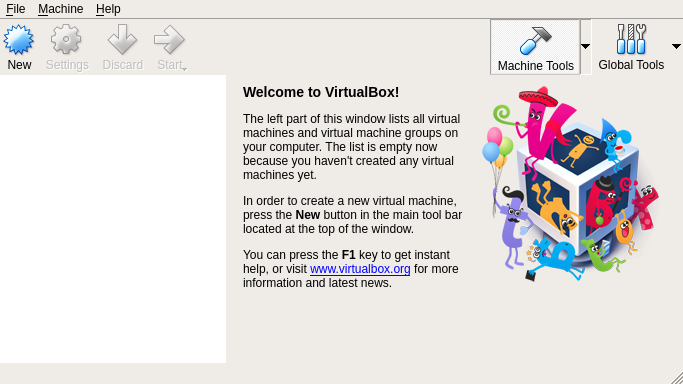 File Machine Help
New Settings Discard Start Machine Tools Global Tools
Welcome to VirtualBox!
The left part of this window lists all virtual
machines and virtual machine groups on
your computer. The list is empty now
because you haven't created any virtual
machines yet.
In order to create a new virtual machine,
press the New button in the main tool bar
located at the top of the window.
You can press the F1 key to get instant
help, or visit www.virtualbox.org for more
information and latest news.